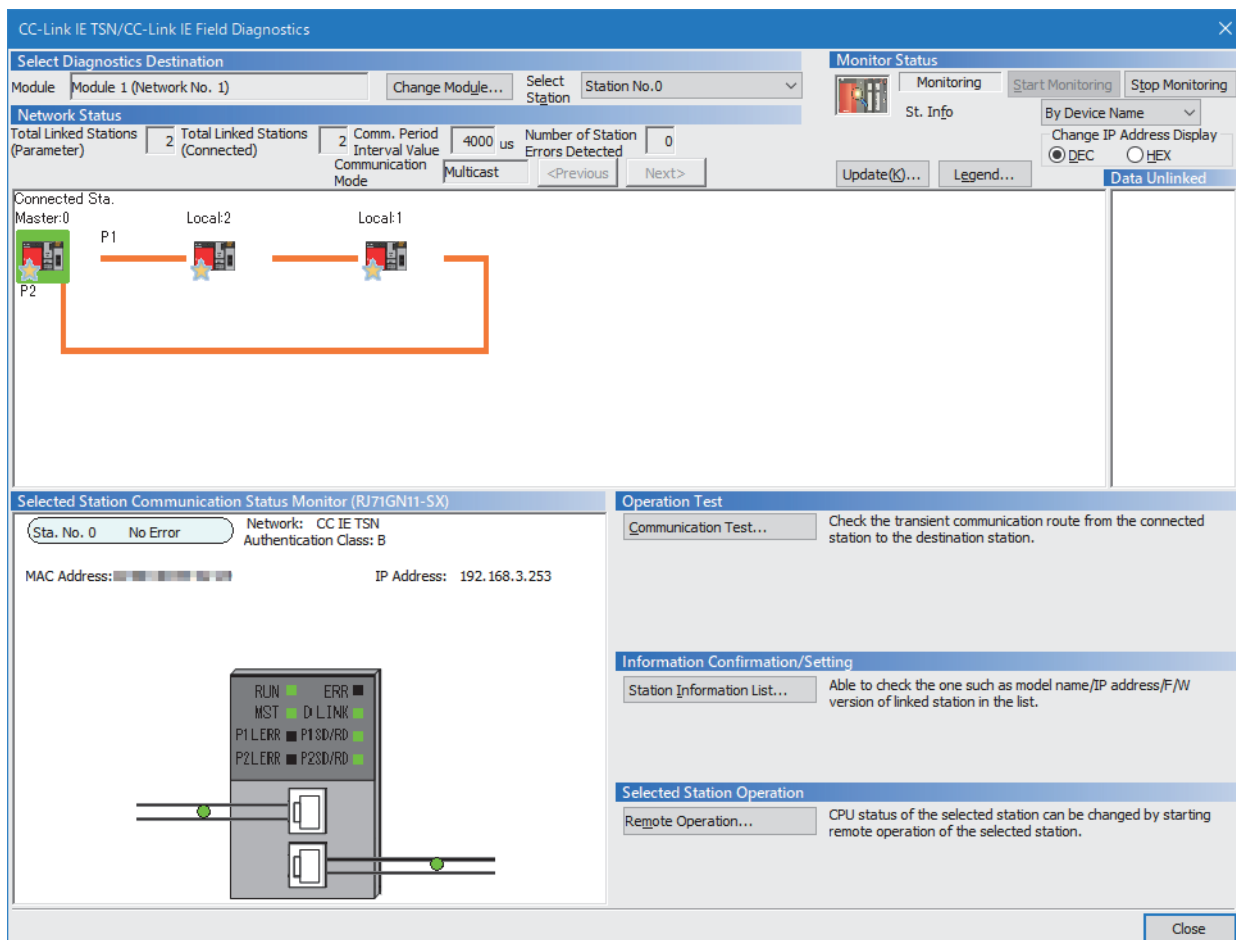 CC-Link IE TSN/CC-Link IE Field Diagnostics
Select Diagnostics Destination
Module Module 1 (Network No. 1) Change Module... Select Station Station No.0
Monitor Status
Monitoring Start Monitoring Stop Monitoring
St. Info By Device Name
Network Status
Total Linked Stations (Parameter) 2 Total Linked Stations (Connected) 2 Comm. Period Interval Value 4000 us Number of Station Errors Detected 0
Communication Mode Multicast <Previous Next>
Change IP Address Display
DEC HEX
Update(K)... Legend...
Data Unlinked
Connected Sta.
Master:0 Local:2 Local:1
P1
P2
Selected Station Communication Status Monitor (RJ71GN11-SX)
Sta. No. 0 No Error
Network: CC IE TSN
Authentication Class: B
MAC Address: IP Address: 192.168.3.253
RUN ERR
MST D LINK
P1LERR P1SD/RD
P2LERR P2SD/RD
Operation Test
Communication Test...
Check the transient communication route from the connected
station to the destination station.
Information Confirmation/Setting
Station Information List...
Able to check the one such as model name/IP address/F/W
version of linked station in the list.
Selected Station Operation
Remote Operation...
CPU status of the selected station can be changed by starting
remote operation of the selected station.
Close